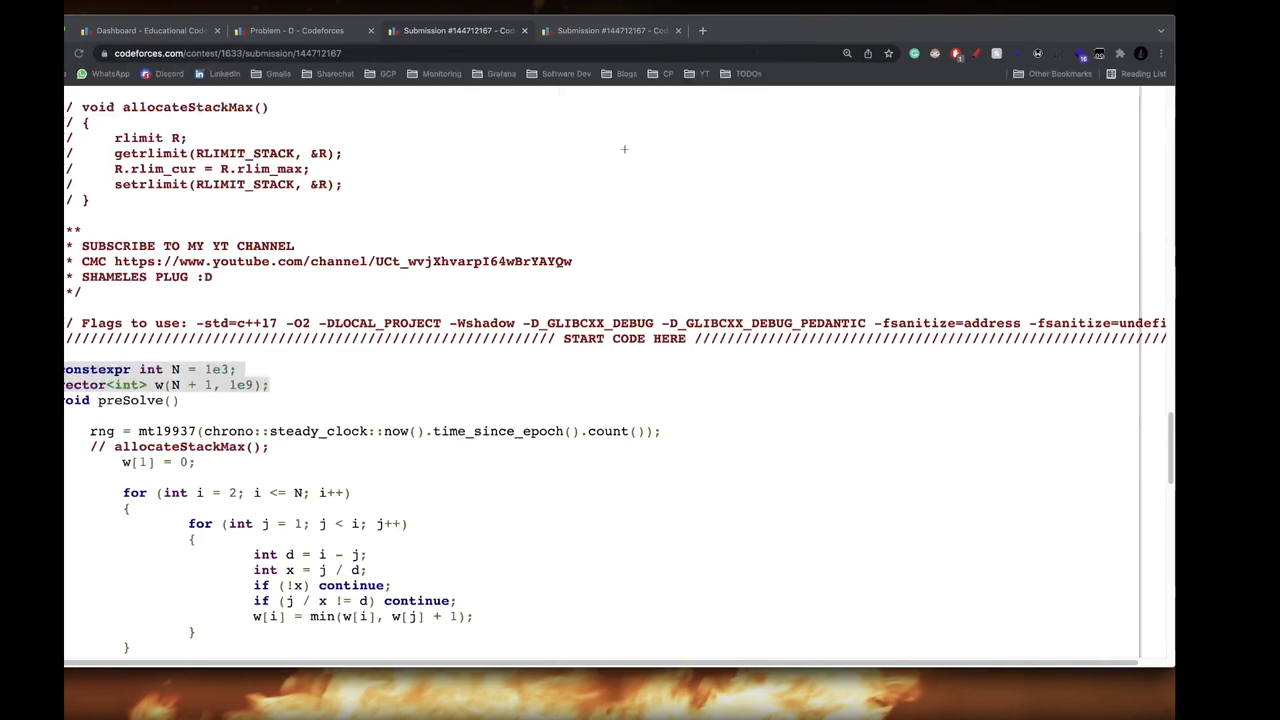 Dashboard - Educational Code
Problem - D - Codeforces
Submission #144712167 - Cod
Submission #144712167 - Cod
codeforces.com/contest/1633/submission/144712167
WhatsApp Discord LinkedIn Gmails Sharechat GCP Monitoring Grafana Software Dev Blogs CP YT TODOs Other Bookmarks Reading List
/ void allocateStackMax()
/ {
/ rlimit R;
/ getrlimit(RLIMIT_STACK, &R);
/ R.rlim_cur = R.rlim_max;
/ setrlimit(RLIMIT_STACK, &R);
/ }
**
* SUBSCRIBE TO MY YT CHANNEL
* CMC https://www.youtube.com/channel/UCt_wvjXhvarpI64wBrYAYQw
* SHAMELES PLUG :D
*/
/ Flags to use: -std=c++17 -O2 -DLOCAL_PROJECT -Wshadow -D_GLIBCXX_DEBUG -D_GLIBCXX_DEBUG_PEDANTIC -fsanitize=address -fsanitize=undefi
/////////////////////////////////////////////////////////// START CODE HERE ///////////////////////////////////////////////////////////
constexpr int N = 1e3;
vector<int> w(N + 1, 1e9);
void preSolve()
rng = mt19937(chrono::steady_clock::now().time_since_epoch().count());
// allocateStackMax();
w[1] = 0;
for (int i = 2; i <= N; i++)
{
for (int j = 1; j < i; j++)
{
int d = i - j;
int x = j / d;
if (!x) continue;
if (j / x != d) continue;
w[i] = min(w[i], w[j] + 1);
}
}